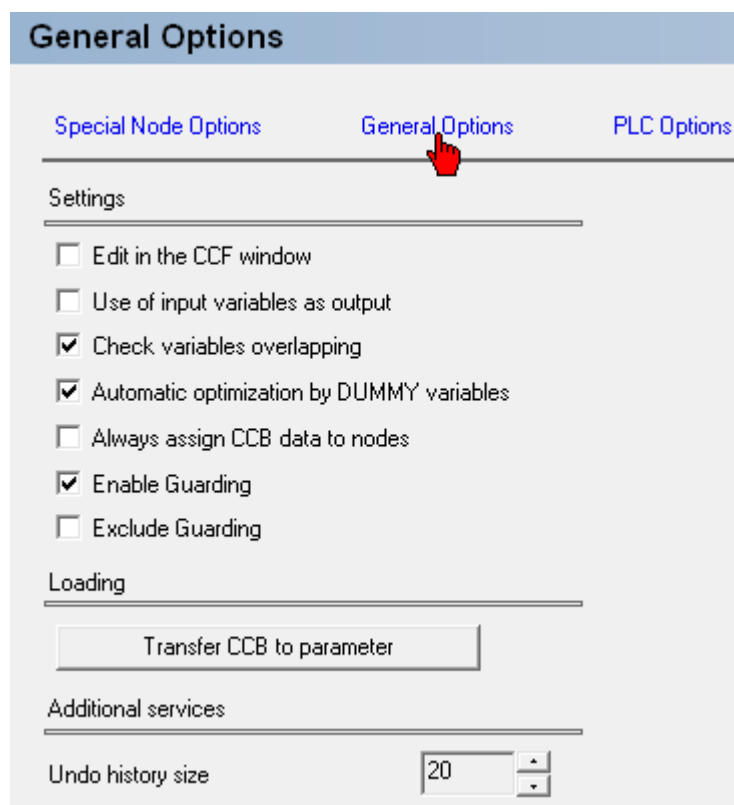 General Options
Special Node Options General Options PLC Options
Settings
Edit in the CCF window
Use of input variables as output
Check variables overlapping
Automatic optimization by DUMMY variables
Always assign CCB data to nodes
Enable Guarding
Exclude Guarding
Loading
Transfer CCB to parameter
Additional services
Undo history size 20